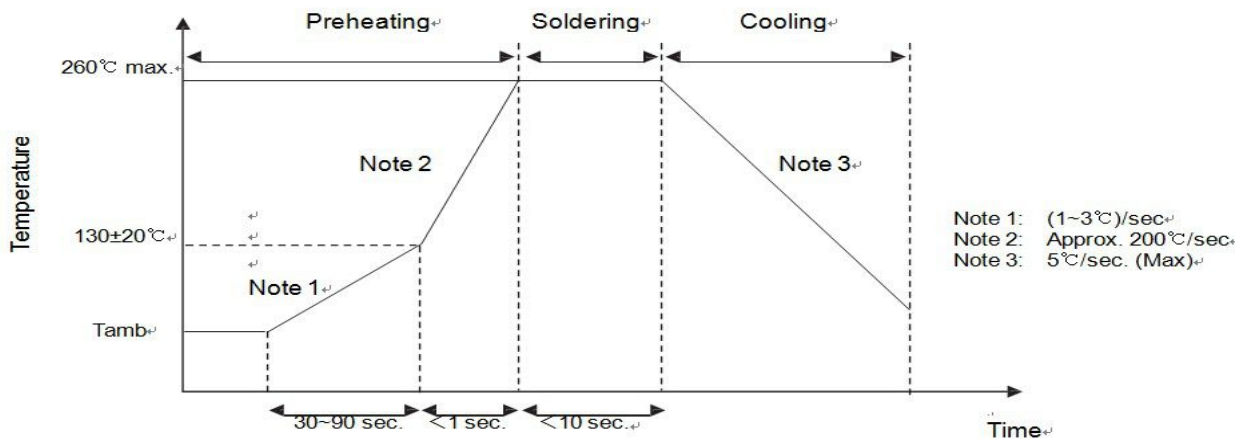 Preheating
Soldering
Cooling
260℃ max.
Temperature
Note 2
Note 3
130±20℃
Note 1: (1~3℃)/sec
Note 2: Approx. 200℃/sec
Note 3: 5℃/sec. (Max)
Note 1
Tamb
30~90 sec.
<1 sec.
<10 sec.
Time